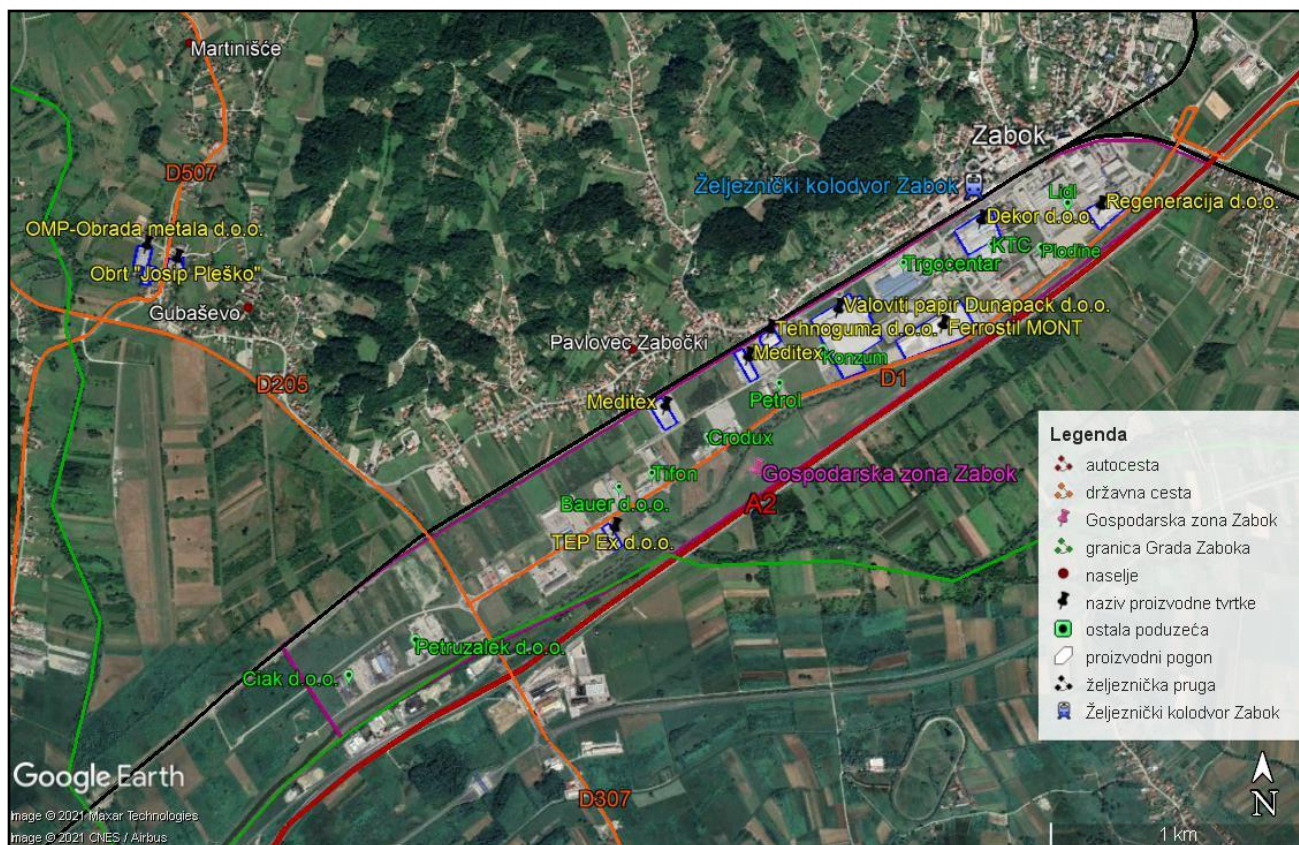 Martinišće
Zabok
D507
Željeznički kolodvor Zabok
Lidl
Regeneracija d.o.o.
Dekor d.o.o.
OMP-Obrada metala d.o.o.
KTC
Plodine
Obrt "Josip Pleško"
Trgocentar
Gubaševo
Valoviti papir Dunapack d.o.o.
Tehnoguma d.o.o.
Ferrostil MONT
Pavlovec Zabočki
Meditex
Konzum
D205
D1
Petrol
Meditex
Crodux
Tifon
Gospodarska zona Zabok
Bauer d.o.o.
A2
TEP Ex d.o.o.
Petruzalek d.o.o.
Ciak d.o.o.
D307
Legenda
autocesta
državna cesta
Gospodarska zona Zabok
granica Grada Zaboka
naselje
naziv proizvodne tvrtke
ostala poduzeća
proizvodni pogon
željeznička pruga
Željeznički kolodvor Zabok
Google Earth
Image © 2021 Maxar Technologies
Image © 2021 CNES / Airbus
N
1 km